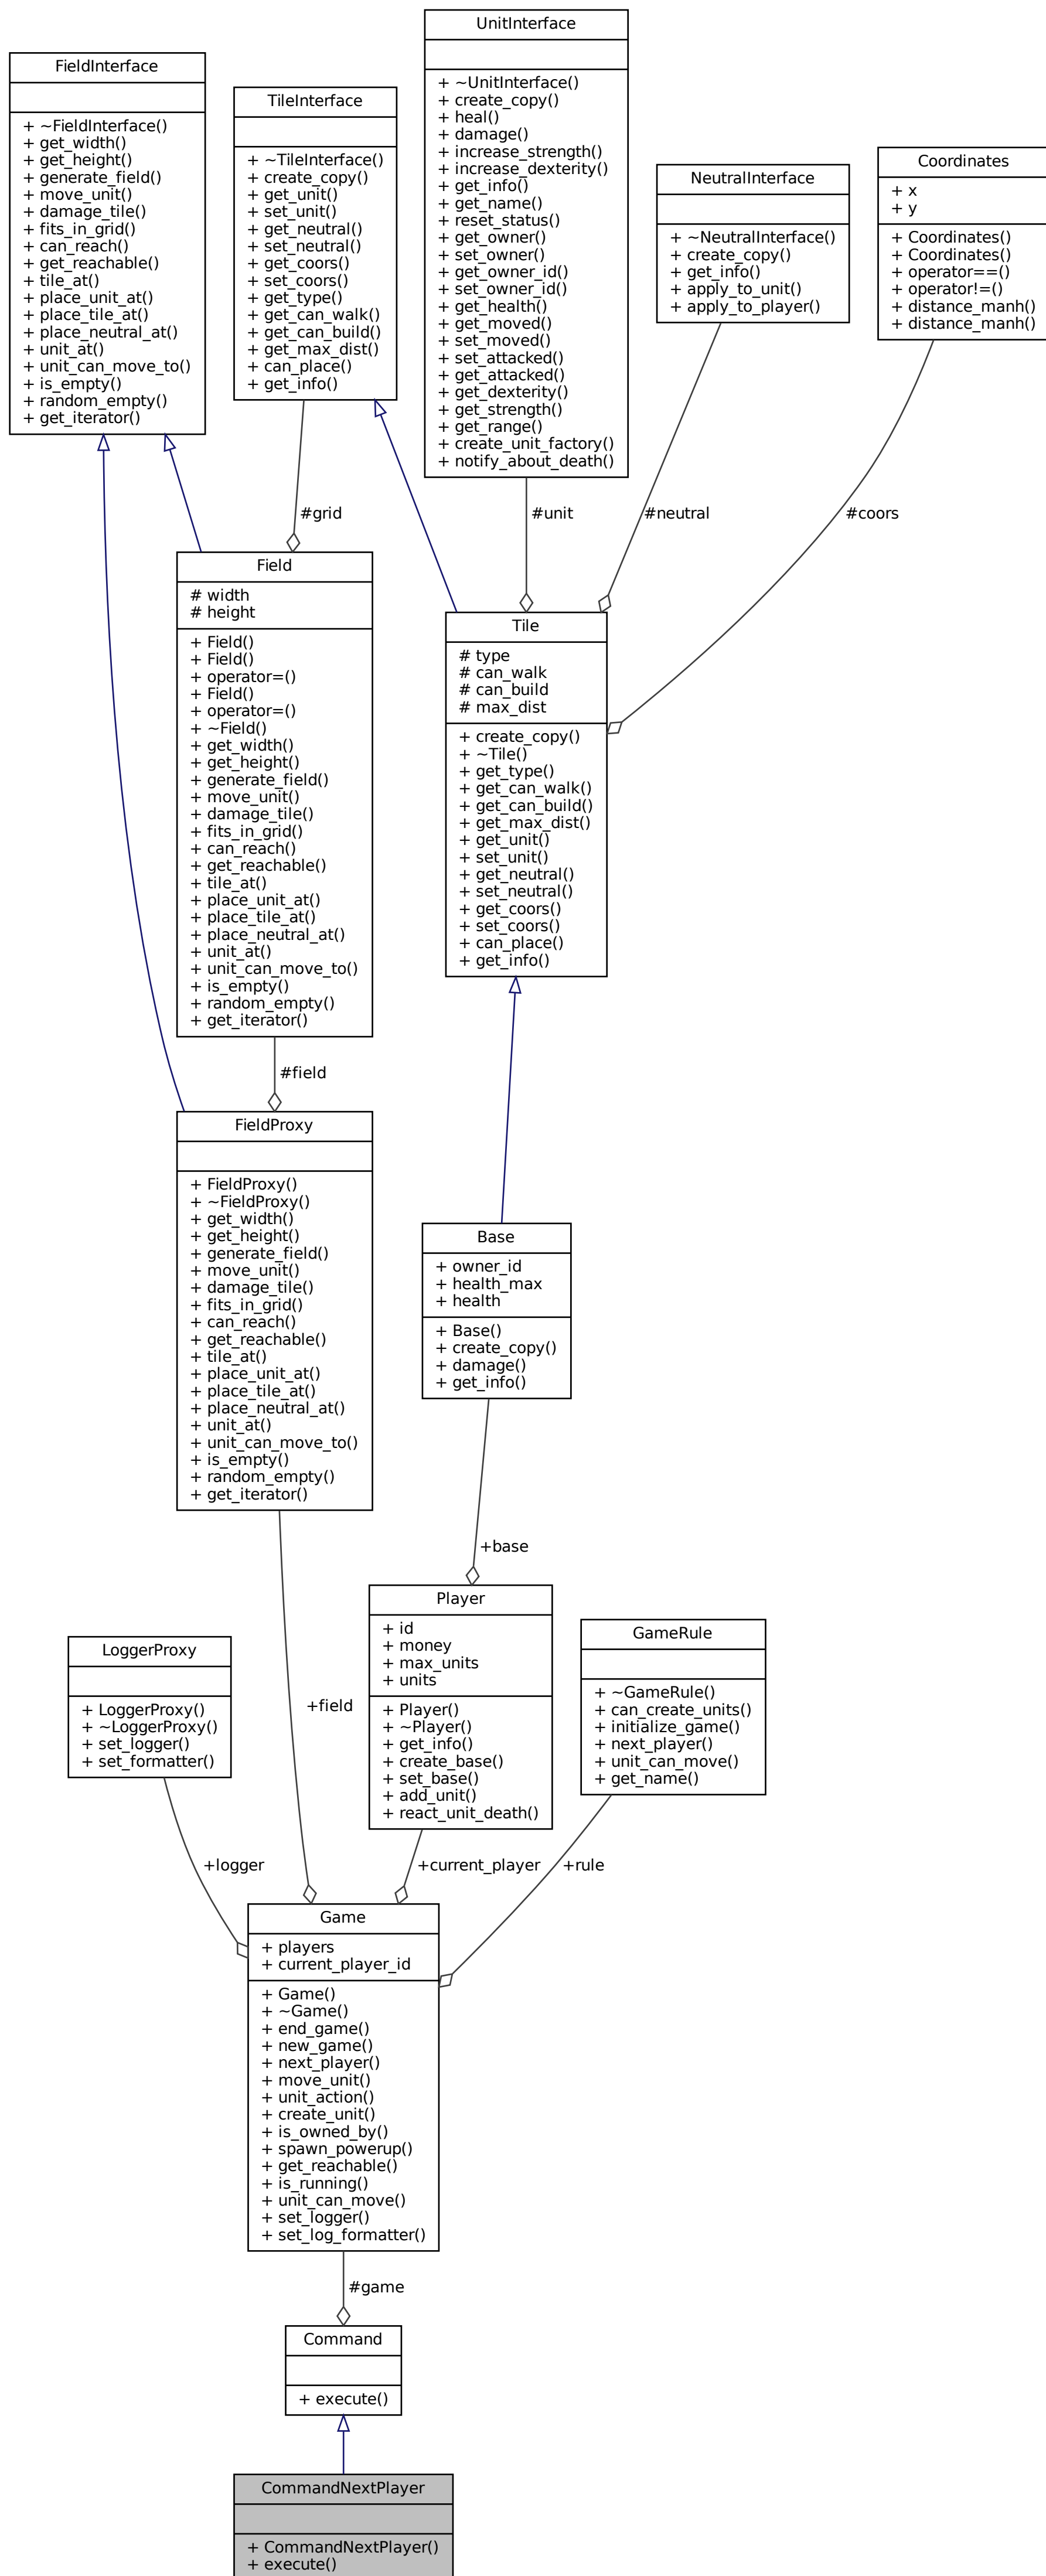 UnitInterface
+ ~UnitInterface()
+ create_copy()
+ heal()
+ damage()
+ increase_strength()
+ increase_dexterity()
+ get_info()
+ get_name()
+ reset_status()
+ get_owner()
+ set_owner()
+ get_owner_id()
+ set_owner_id()
+ get_health()
+ get_moved()
+ set_moved()
+ set_attacked()
+ get_attacked()
+ get_dexterity()
+ get_strength()
+ get_range()
+ create_unit_factory()
+ notify_about_death()
FieldInterface
+ ~FieldInterface()
+ get_width()
+ get_height()
+ generate_field()
+ move_unit()
+ damage_tile()
+ fits_in_grid()
+ can_reach()
+ get_reachable()
+ tile_at()
+ place_unit_at()
+ place_tile_at()
+ place_neutral_at()
+ unit_at()
+ unit_can_move_to()
+ is_empty()
+ random_empty()
+ get_iterator()
TileInterface
+ ~TileInterface()
+ create_copy()
+ get_unit()
+ set_unit()
+ get_neutral()
+ set_neutral()
+ get_coors()
+ set_coors()
+ get_type()
+ get_can_walk()
+ get_can_build()
+ get_max_dist()
+ can_place()
+ get_info()
NeutralInterface
+ ~NeutralInterface()
+ create_copy()
+ get_info()
+ apply_to_unit()
+ apply_to_player()
Coordinates
+ x
+ y
+ Coordinates()
+ Coordinates()
+ operator==()
+ operator!=()
+ distance_manh()
+ distance_manh()
#grid
#unit
#neutral
#coors
Field
# width
# height
+ Field()
+ Field()
+ operator=()
+ Field()
+ operator=()
+ ~Field()
+ get_width()
+ get_height()
+ generate_field()
+ move_unit()
+ damage_tile()
+ fits_in_grid()
+ can_reach()
+ get_reachable()
+ tile_at()
+ place_unit_at()
+ place_tile_at()
+ place_neutral_at()
+ unit_at()
+ unit_can_move_to()
+ is_empty()
+ random_empty()
+ get_iterator()
Tile
# type
# can_walk
# can_build
# max_dist
+ create_copy()
+ ~Tile()
+ get_type()
+ get_can_walk()
+ get_can_build()
+ get_max_dist()
+ get_unit()
+ set_unit()
+ get_neutral()
+ set_neutral()
+ get_coors()
+ set_coors()
+ can_place()
+ get_info()
#field
FieldProxy
+ FieldProxy()
+ ~FieldProxy()
+ get_width()
+ get_height()
+ generate_field()
+ move_unit()
+ damage_tile()
+ fits_in_grid()
+ can_reach()
+ get_reachable()
+ tile_at()
+ place_unit_at()
+ place_tile_at()
+ place_neutral_at()
+ unit_at()
+ unit_can_move_to()
+ is_empty()
+ random_empty()
+ get_iterator()
Base
+ owner_id
+ health_max
+ health
+ Base()
+ create_copy()
+ damage()
+ get_info()
+base
Player
+ id
+ money
+ max_units
+ units
+ Player()
+ ~Player()
+ get_info()
+ create_base()
+ set_base()
+ add_unit()
+ react_unit_death()
GameRule
+ ~GameRule()
+ can_create_units()
+ initialize_game()
+ next_player()
+ unit_can_move()
+ get_name()
LoggerProxy
+ LoggerProxy()
+ ~LoggerProxy()
+ set_logger()
+ set_formatter()
+field
+logger
+current_player
+rule
Game
+ players
+ current_player_id
+ Game()
+ ~Game()
+ end_game()
+ new_game()
+ next_player()
+ move_unit()
+ unit_action()
+ create_unit()
+ is_owned_by()
+ spawn_powerup()
+ get_reachable()
+ is_running()
+ unit_can_move()
+ set_logger()
+ set_log_formatter()
#game
Command
+ execute()
CommandNextPlayer
+ CommandNextPlayer()
+ execute()